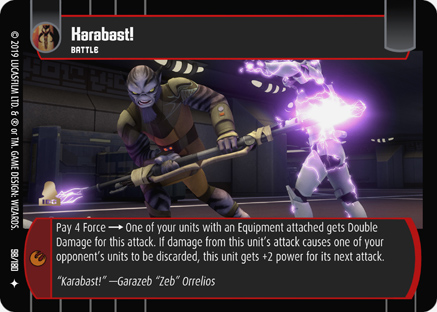 Karabast!
BATTLE
Pay 4 Force → One of your units with an Equipment attached gets Double
Damage for this attack. If damage from this unit's attack causes one of your
opponent's units to be discarded, this unit gets +2 power for its next attack.
"Karabast!" —Garazeb "Zeb" Orrelios
© 2019 LUCASFILM LTD. & ® or TM. GAME DESIGN: WIZARDS.